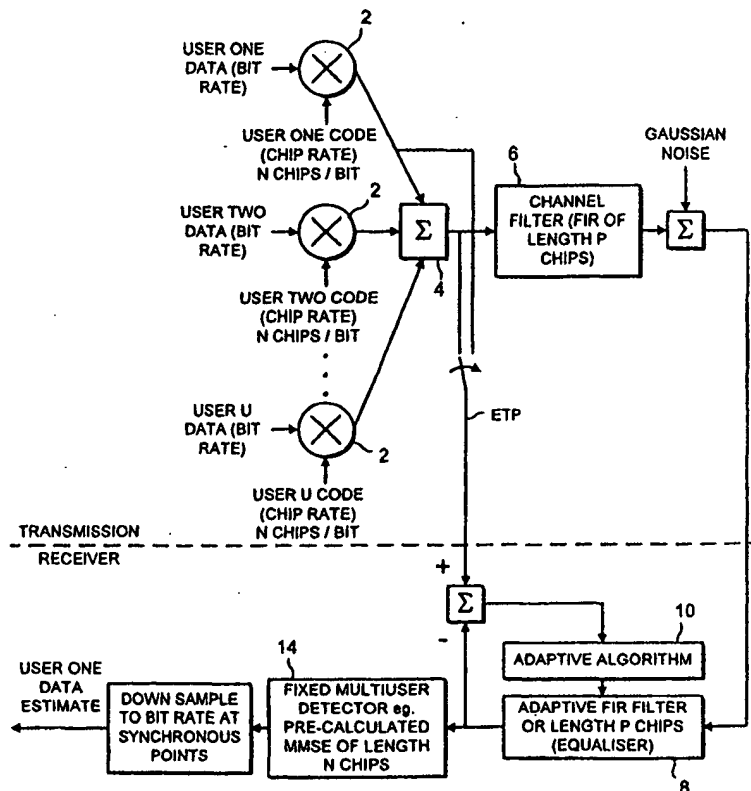 2
USER ONE
DATA (BIT
RATE)
USER ONE CODE
(CHIP RATE)
N CHIPS / BIT
2
USER TWO
DATA (BIT
RATE)
Σ
4
USER TWO CODE
(CHIP RATE)
N CHIPS / BIT
6
CHANNEL
FILTER (FIR OF
LENGTH P
CHIPS)
GAUSSIAN
NOISE
Σ
USER U
DATA (BIT
RATE)
2
USER U CODE
(CHIP RATE)
N CHIPS / BIT
ETP
TRANSMISSION
RECEIVER
+
Σ
-
10
ADAPTIVE ALGORITHM
ADAPTIVE FIR FILTER
OR LENGTH P CHIPS
(EQUALISER)
8
14
FIXED MULTIUSER
DETECTOR eg.
PRE-CALCULATED
MMSE OF LENGTH
N CHIPS
DOWN SAMPLE
TO BIT RATE AT
SYNCHRONOUS
POINTS
USER ONE
DATA
ESTIMATE